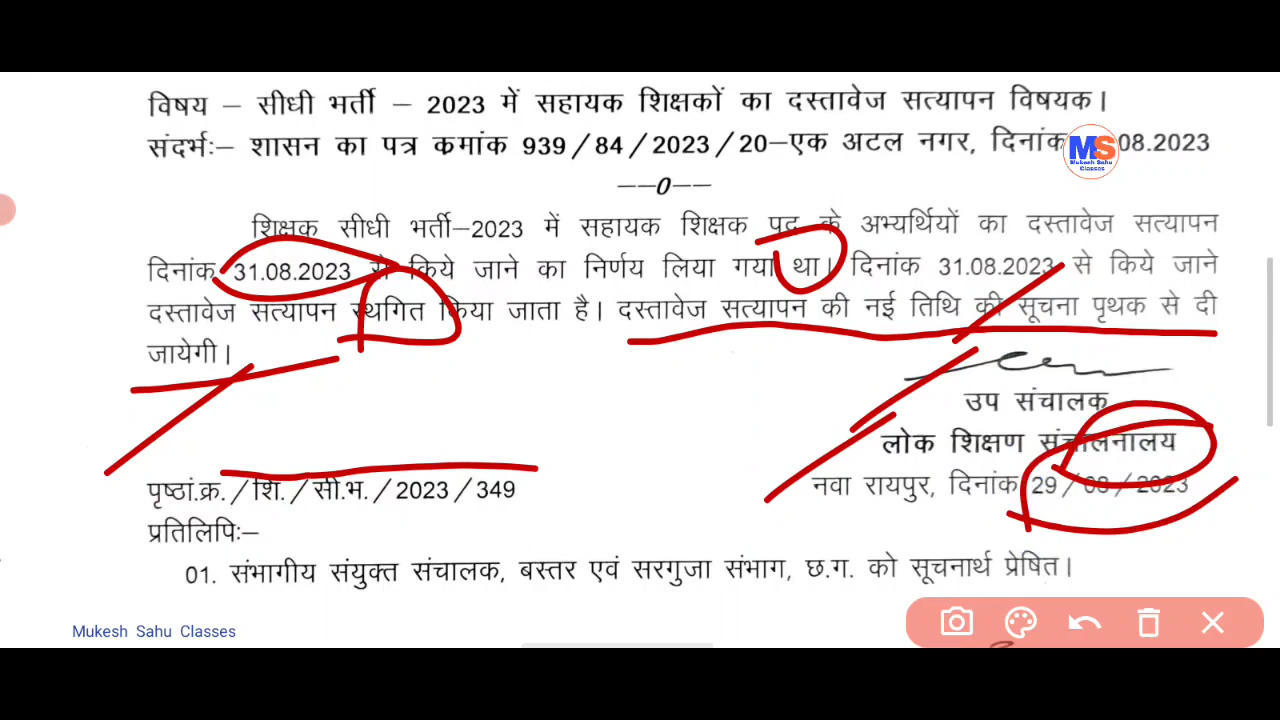 विषय – सीधी भर्ती – 2023 में सहायक शिक्षकों का दस्तावेज सत्यापन विषयक।
संदर्भः– शासन का पत्र कमांक 939/84/2023/20–एक अटल नगर, दिनांक 08.2023
MS
Mukesh Sahu
Classes
––0––
शिक्षक सीधी भर्ती–2023 में सहायक शिक्षक पद के अभ्यर्थियों का दस्तावेज सत्यापन
दिनांक 31.08.2023 से किये जाने का निर्णय लिया गया था। दिनांक 31.08.2023 से किये जाने
दस्तावेज सत्यापन स्थगित किया जाता है। दस्तावेज सत्यापन की नई तिथि की सूचना पृथक से दी
जायेगी।
उप संचालक
लोक शिक्षण संचालनालय
नवा रायपुर, दिनांक 29/08/2023
पृष्ठां.क्र./शि./सी.भ./2023/349
प्रतिलिपिः–
01. संभागीय संयुक्त संचालक, बस्तर एवं सरगुजा संभाग, छ.ग. को सूचनार्थ प्रेषित।
Mukesh Sahu Classes